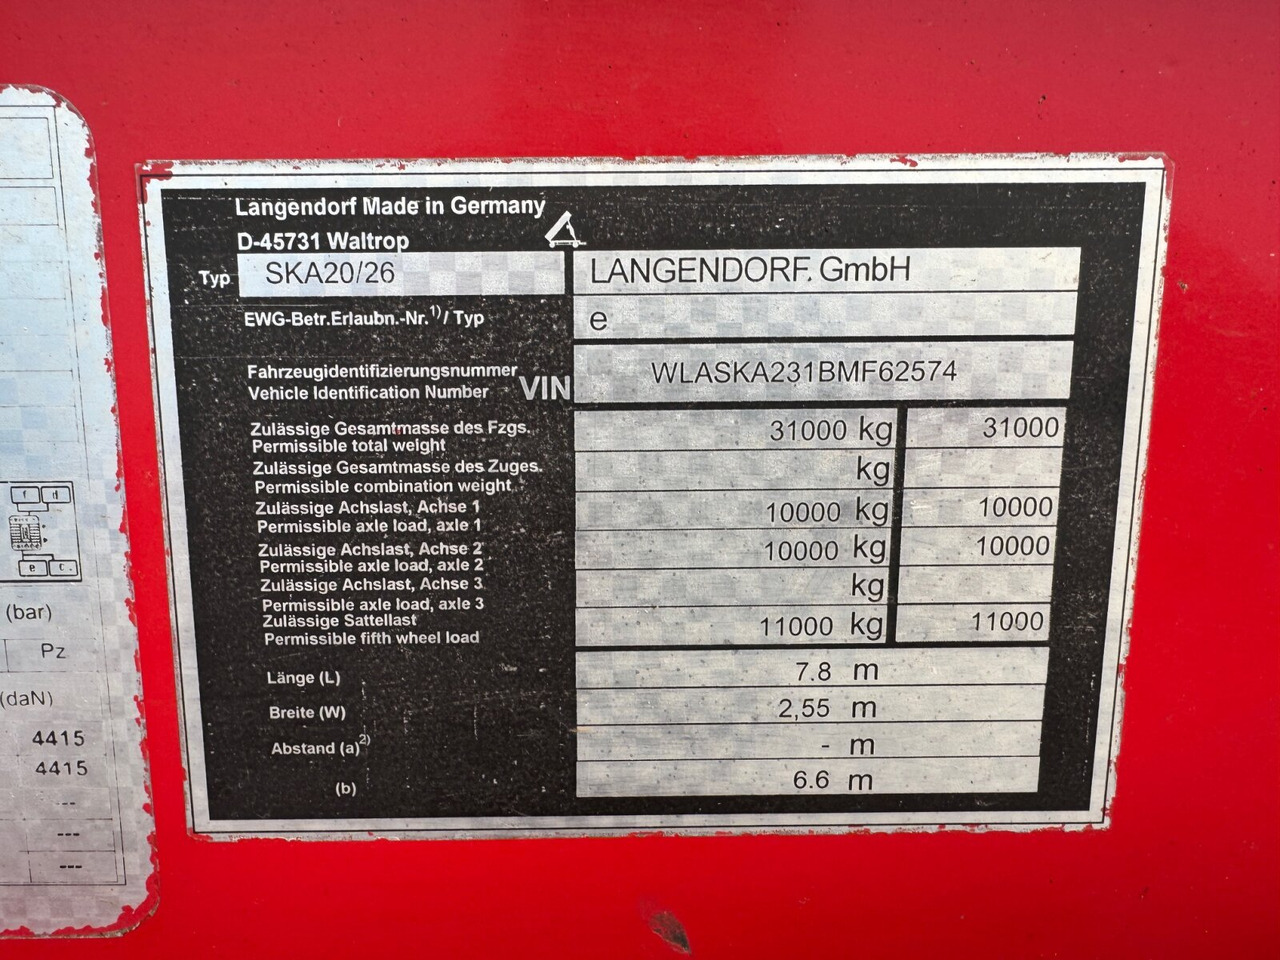 Langendorf Made in Germany
D-45731 Waltrop
Typ SKA20/26 LANGENDORF. GmbH
EWG-Betr.Erlaubn.-Nr.1) / Typ e
Fahrzeugidentifizierungsnummer
Vehicle Identification Number VIN WLASKA231BMF62574
Zulässige Gesamtmasse des Fzgs. 31000 kg 31000
Permissible total weight
Zulässige Gesamtmasse des Zuges. kg
Permissible combination weight
Zulässige Achslast, Achse 1 10000 kg 10000
Permissible axle load, axle 1
Zulässige Achslast, Achse 2 10000 kg 10000
Permissible axle load, axle 2
Zulässige Achslast, Achse 3 kg
Permissible axle load, axle 3
Zulässige Sattellast 11000 kg 11000
Permissible fifth wheel load
Länge (L) 7.8 m
Breite (W) 2,55 m
Abstand (a)2) - m
(b) 6.6 m
f d
e c.
(bar)
Pz
(daN)
4415
4415
---
---
---